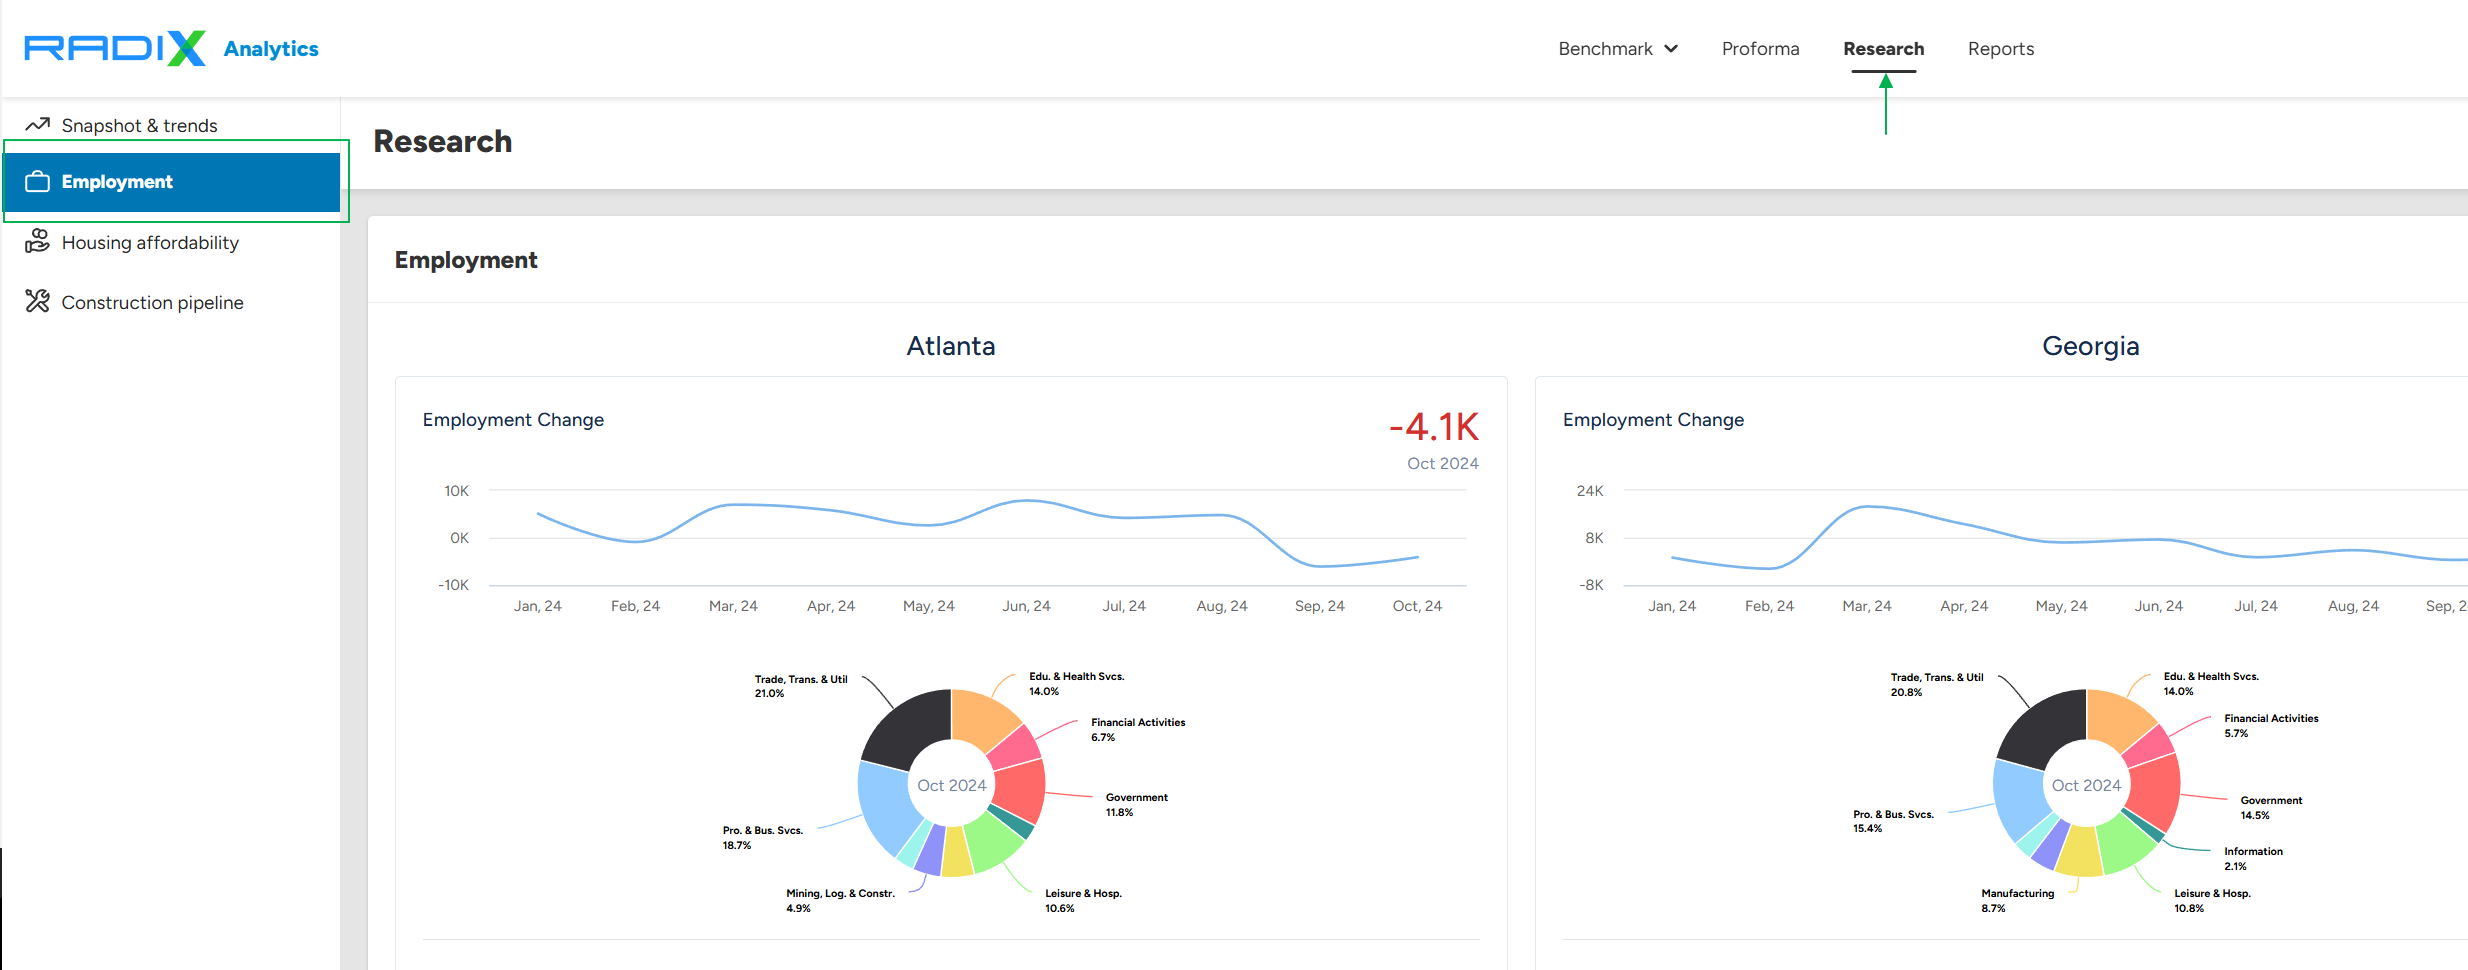 RADIX Analytics
Benchmark
Proforma
Research
Reports
Snapshot & trends
Employment
Housing affordability
Construction pipeline
Research
Employment
Atlanta
Employment Change
-4.1K
Oct 2024
10K
0K
-10K
Jan, 24 Feb, 24 Mar, 24 Apr, 24 May, 24 Jun, 24 Jul, 24 Aug, 24 Sep, 24 Oct, 24
Trade, Trans. & Util
21.0%
Edu. & Health Svcs.
14.0%
Financial Activities
6.7%
Oct 2024
Government
11.8%
Pro. & Bus. Svcs.
18.7%
Mining, Log. & Constr.
4.9%
Leisure & Hosp.
10.6%
Georgia
Employment Change
24K
8K
-8K
Jan, 24 Feb, 24 Mar, 24 Apr, 24 May, 24 Jun, 24 Jul, 24 Aug, 24 Sep, 2
Trade, Trans. & Util
20.8%
Edu. & Health Svcs.
14.0%
Financial Activities
5.7%
Oct 2024
Government
14.5%
Pro. & Bus. Svcs.
15.4%
Information
2.1%
Manufacturing
8.7%
Leisure & Hosp.
10.8%